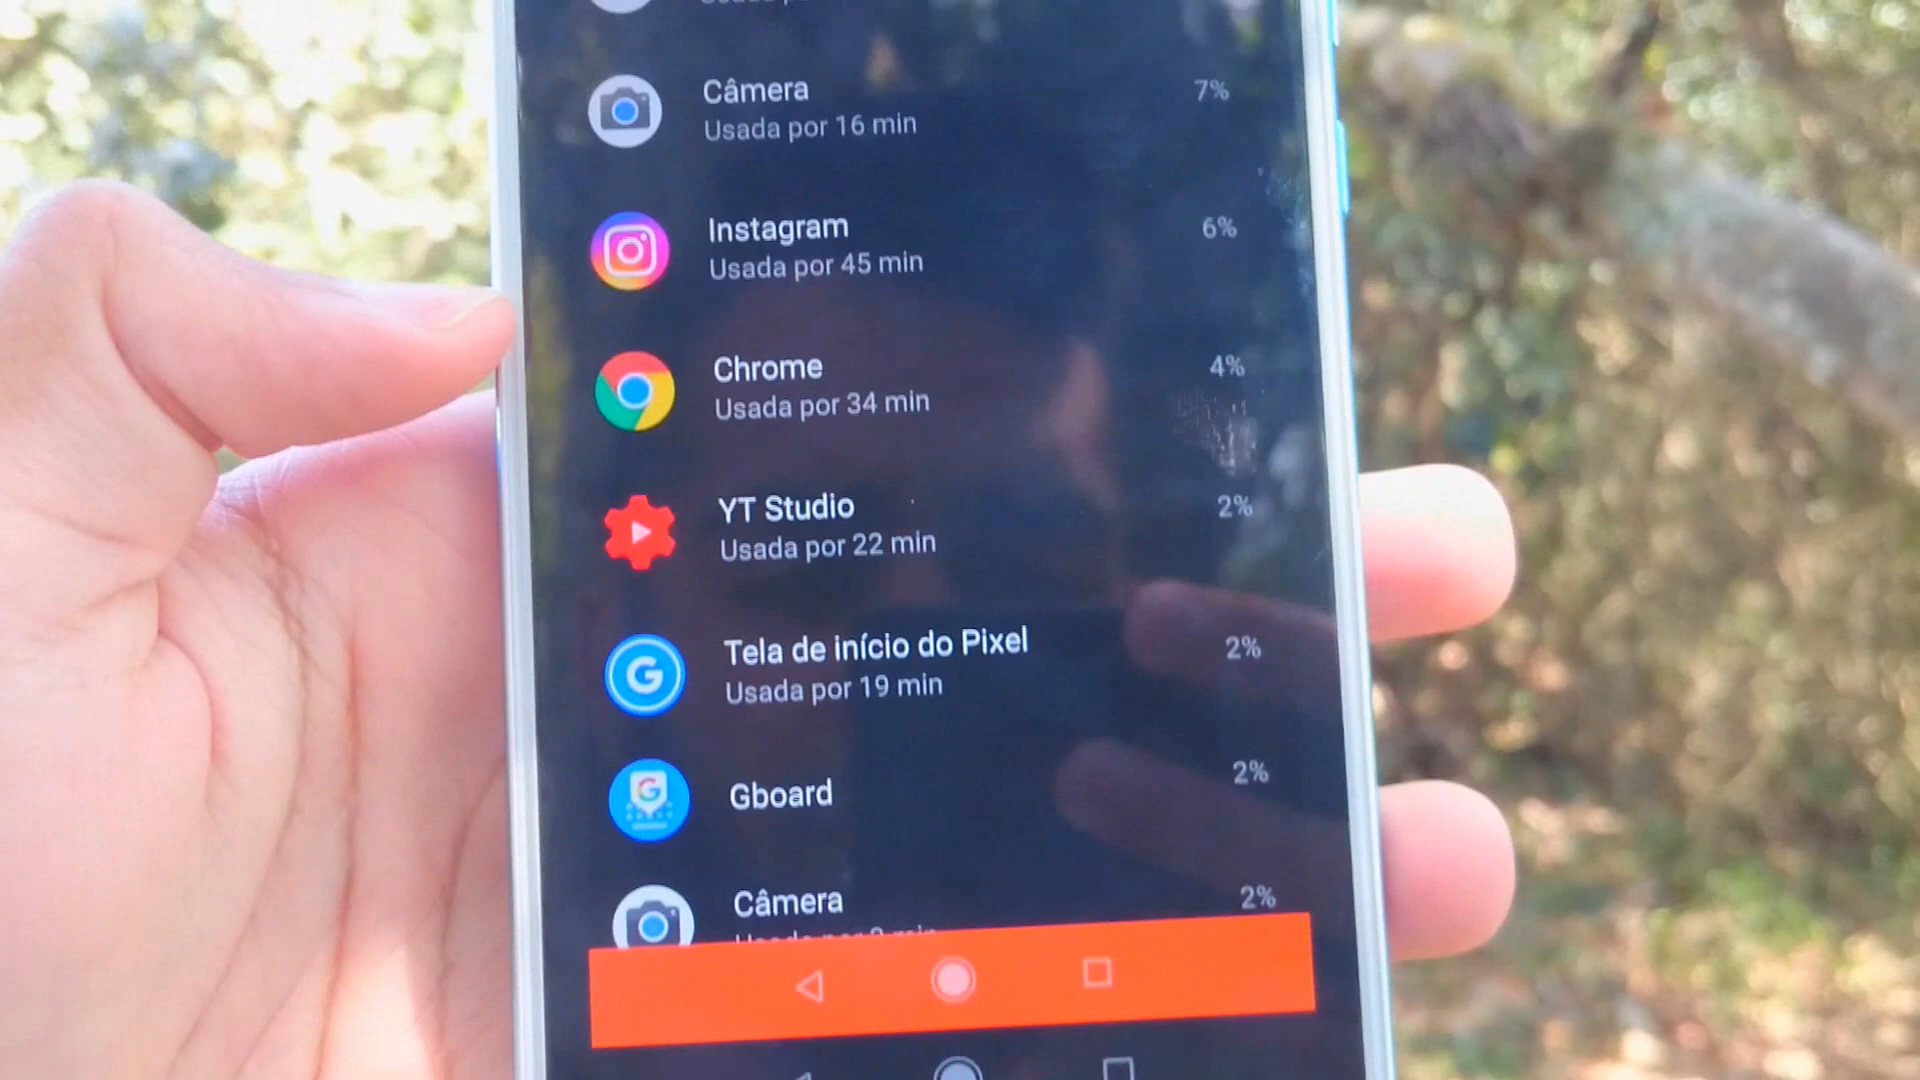 Câmera 7%
Usada por 16 min
Instagram 6%
Usada por 45 min
Chrome 4%
Usada por 34 min
YT Studio 2%
Usada por 22 min
Tela de início do Pixel 2%
Usada por 19 min
Gboard 2%
Câmera 2%